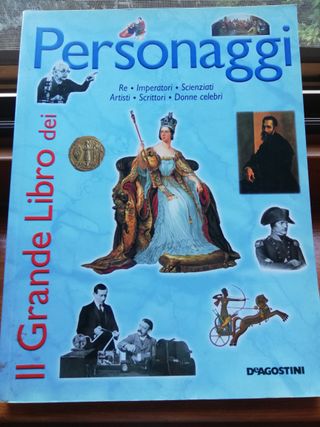 Il Grande Libro dei
Personaggi
Re • Imperatori • Scienziati
Artisti • Scrittori • Donne celebri
DeAGOSTINI